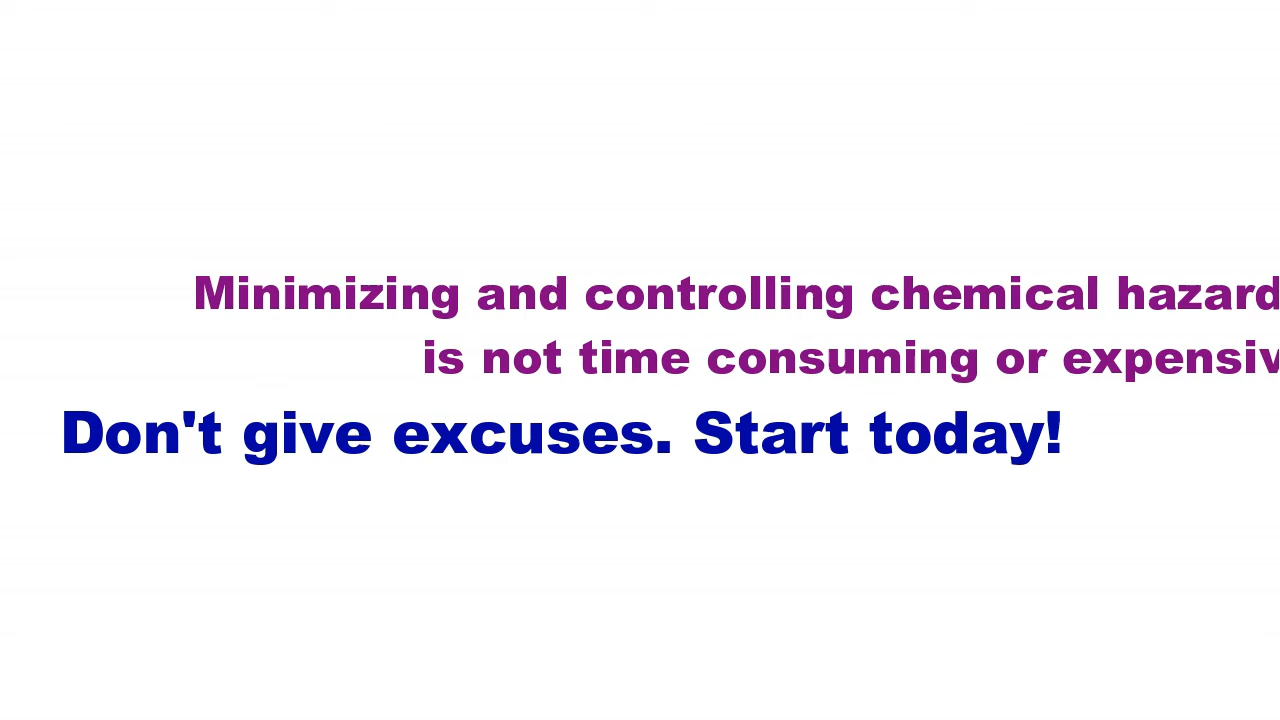 Minimizing and controlling chemical hazard
is not time consuming or expensiv
Don't give excuses. Start today!